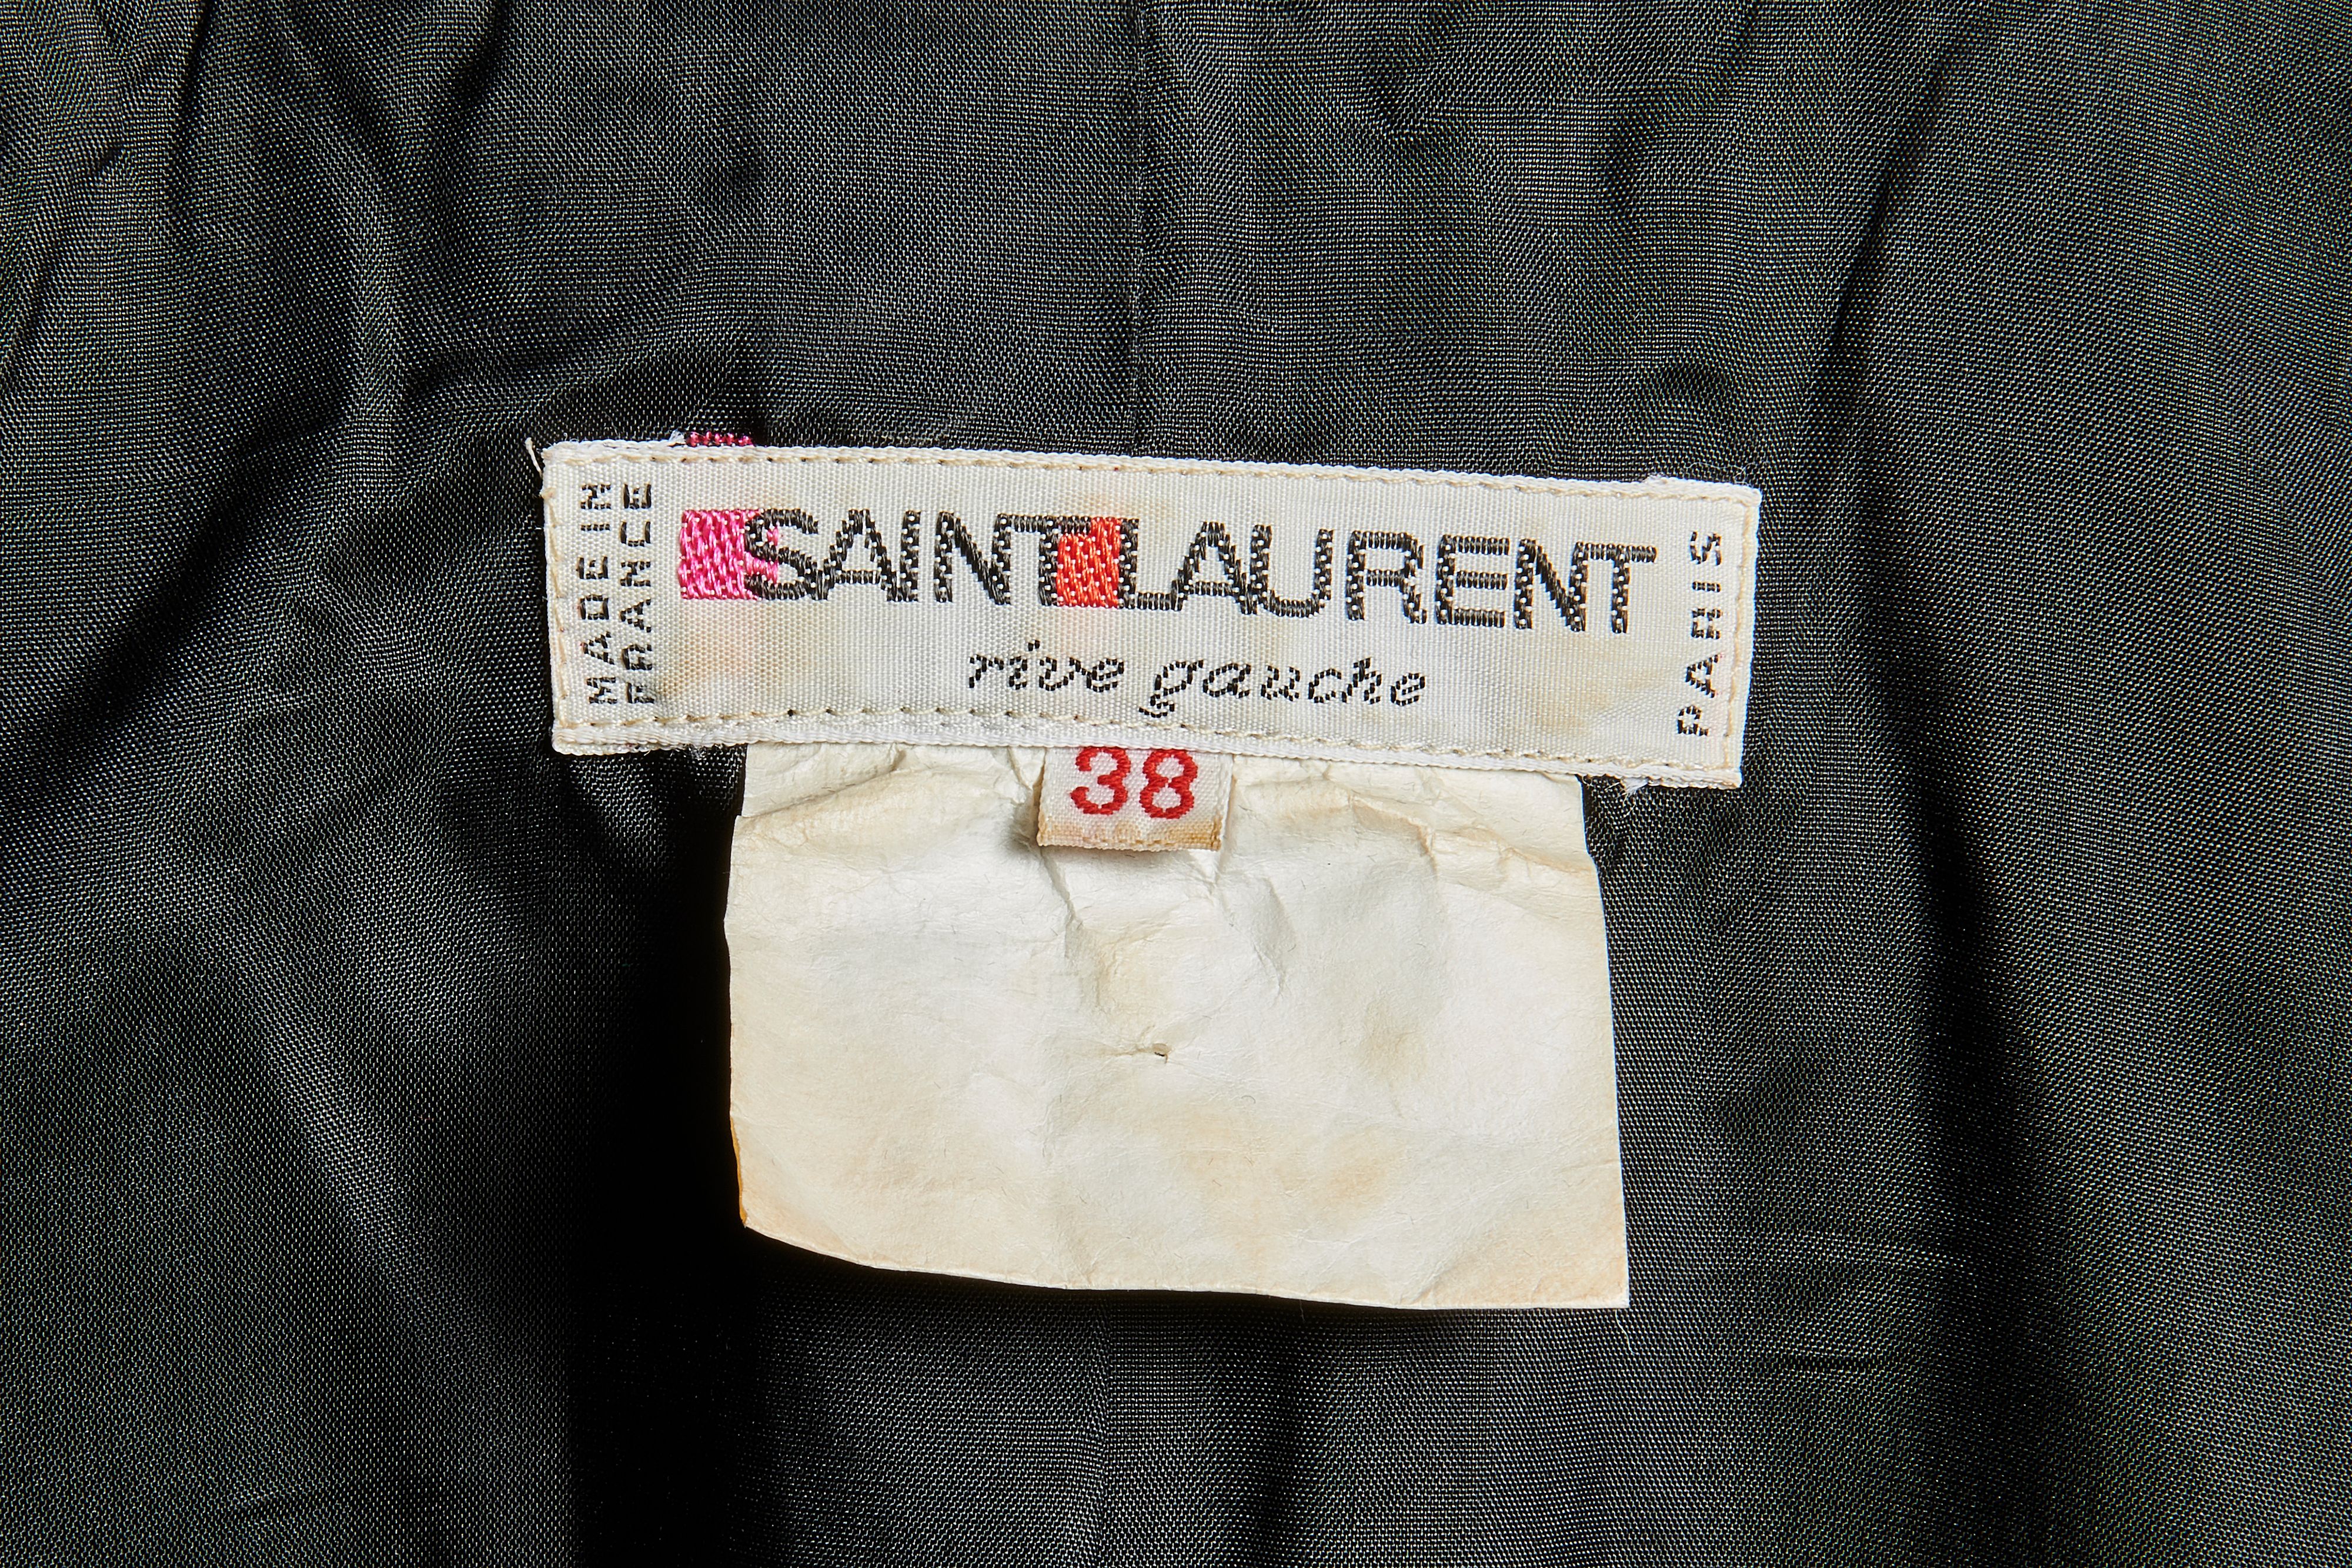 MADE IN
FRANCE
SAINT LAURENT
rive gauche
PARIS
38